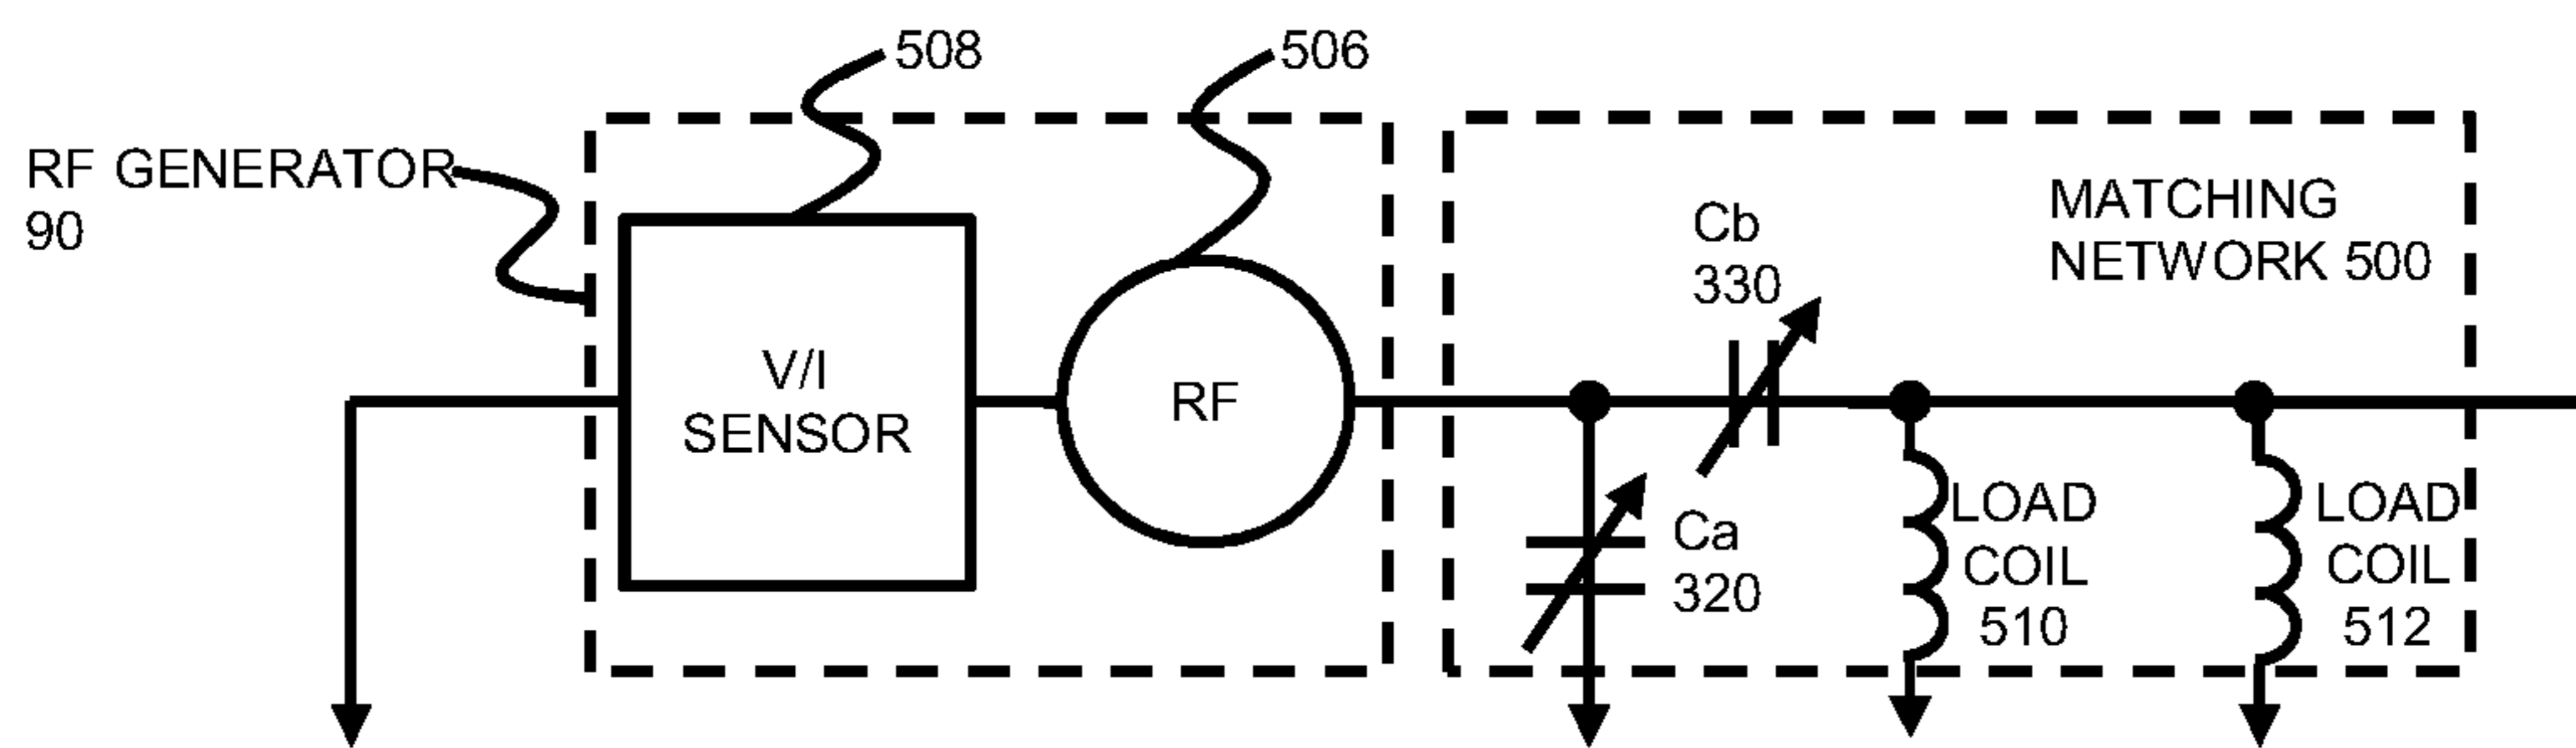 508
506
RF GENERATOR
90
V/I
SENSOR
RF
Cb
330
MATCHING
NETWORK 500
Ca
320
LOAD
COIL
510
LOAD
COIL
512